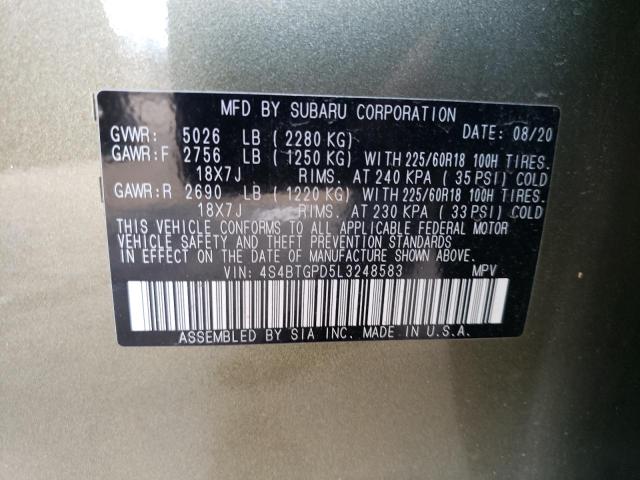 MFD BY SUBARU CORPORATION
GVWR: 5026 LB (2280 KG) DATE: 08/20
GAWR:F 2756 LB (1250 KG) WITH 225/60R18 100H TIRES.
18X7J RIMS. AT 240 KPA (35 PSI) COLD
GAWR:R 2690 LB (1220 KG) WITH 225/60R18 100H TIRES.
18X7J RIMS. AT 230 KPA (33 PSI) COLD
THIS VEHICLE CONFORMS TO ALL APPLICABLE FEDERAL MOTOR
VEHICLE SAFETY AND THEFT PREVENTION STANDARDS
IN EFFECT ON THE DATE OF MANUFACTURE SHOWN ABOVE.
VIN: 4S4BTGPD5L3248583 MPV
ASSEMBLED BY SIA INC. MADE IN U.S.A.